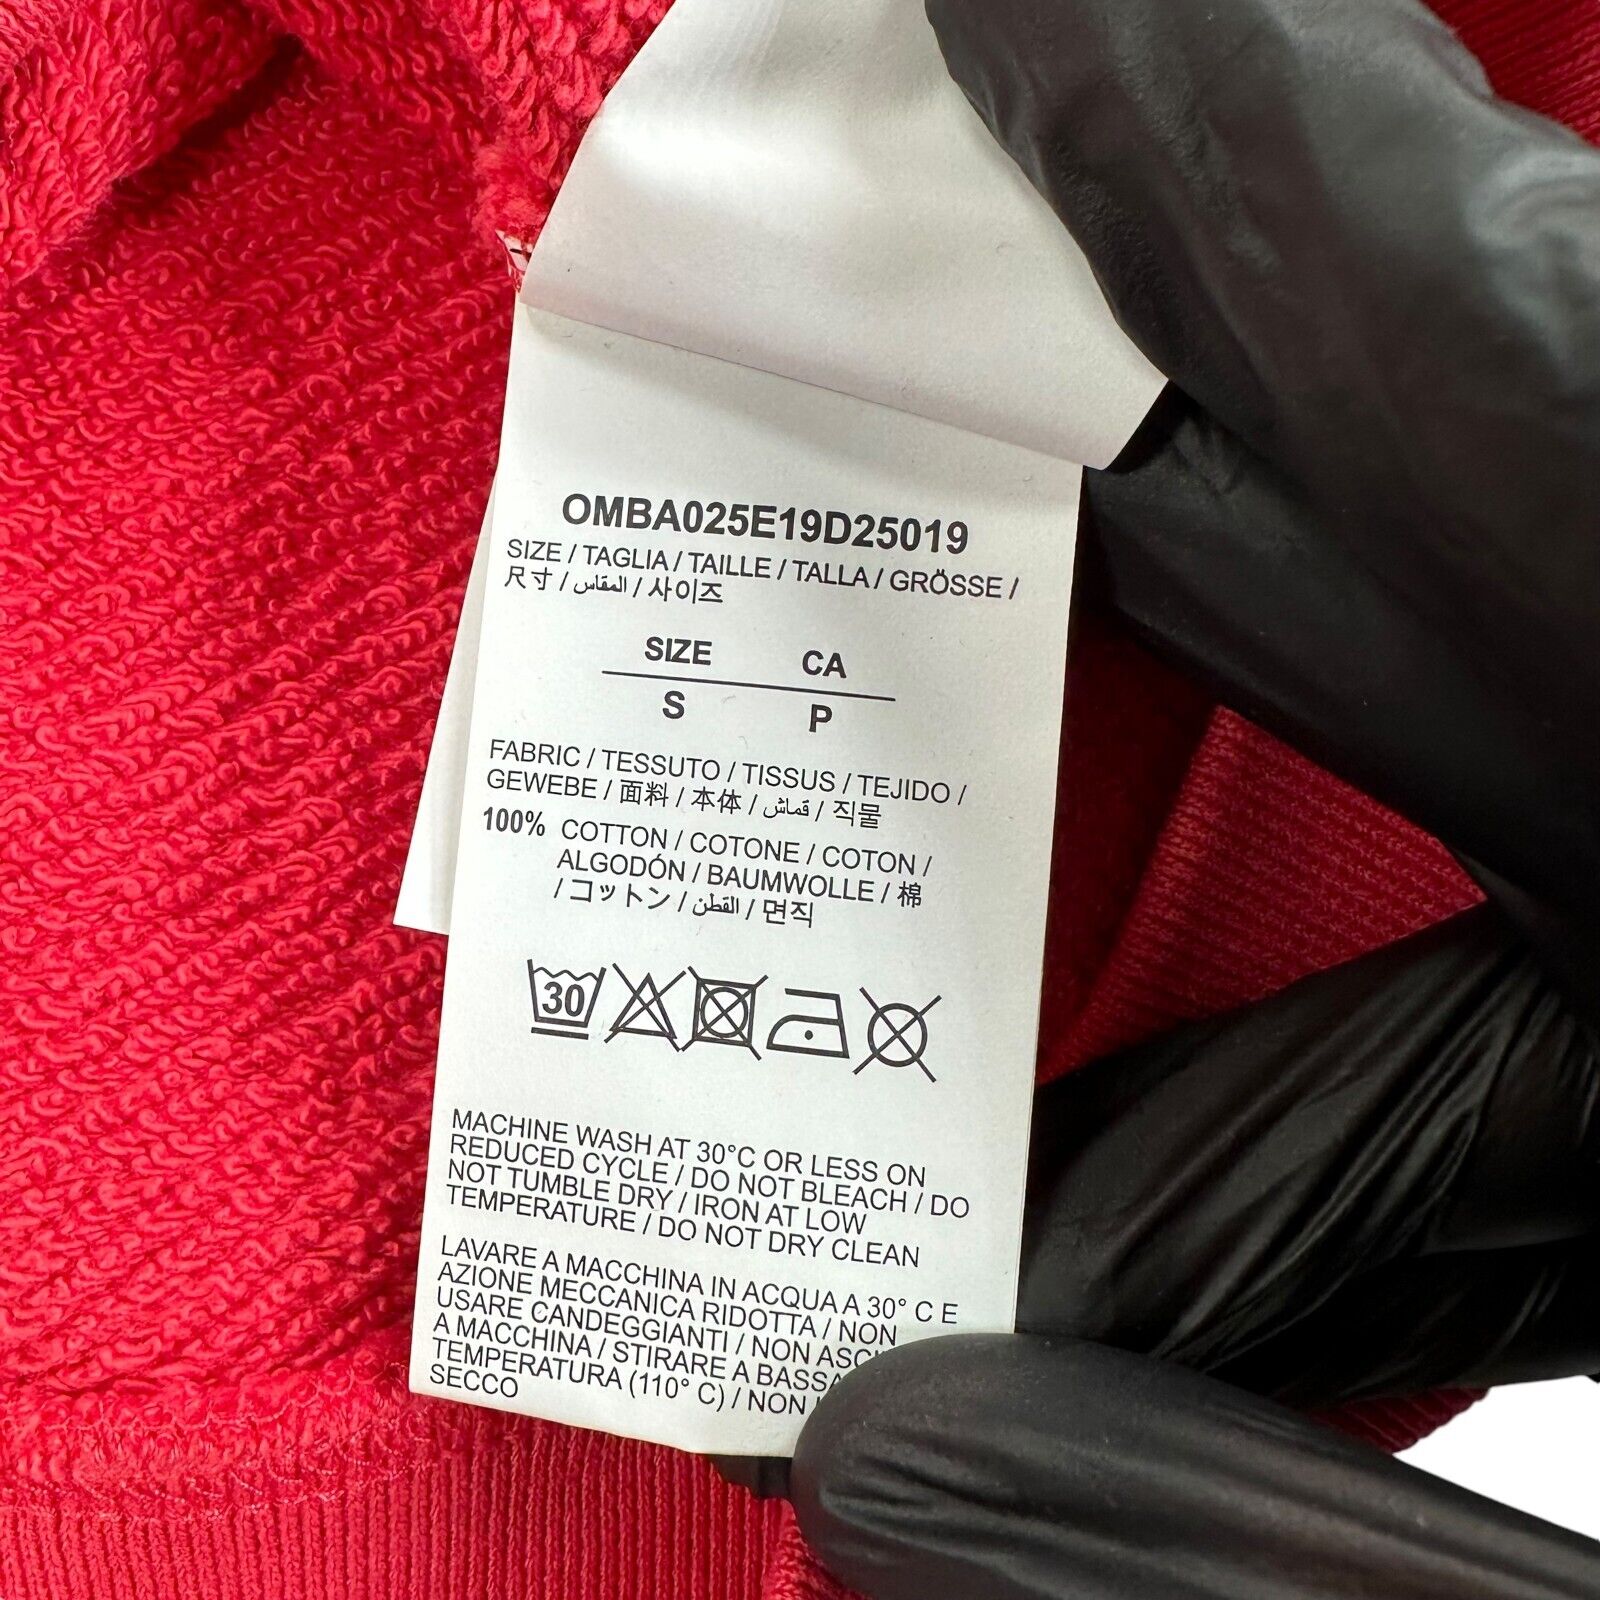 OMBA025E19D25019
SIZE / TAGLIA / TAILLE / TALLA / GRÖSSE /
尺寸 / المقاس / 사이즈
SIZE CA
S P
FABRIC / TESSUTO / TISSUS / TEJIDO /
GEWEBE / 面料 / 本体 / قماش / 직물
100% COTTON / COTONE / COTON /
ALGODÓN / BAUMWOLLE / 棉
/ コットン / القطن / 면직
30
MACHINE WASH AT 30°C OR LESS ON
REDUCED CYCLE / DO NOT BLEACH / DO
NOT TUMBLE DRY / IRON AT LOW
TEMPERATURE / DO NOT DRY CLEAN
LAVARE A MACCHINA IN ACQUA A 30° C E
AZIONE MECCANICA RIDOTTA / NON
USARE CANDEGGIANTI / NON
A MACCHINA / STIRARE A
TEMPERATURA (110° C) / NON
SECCO